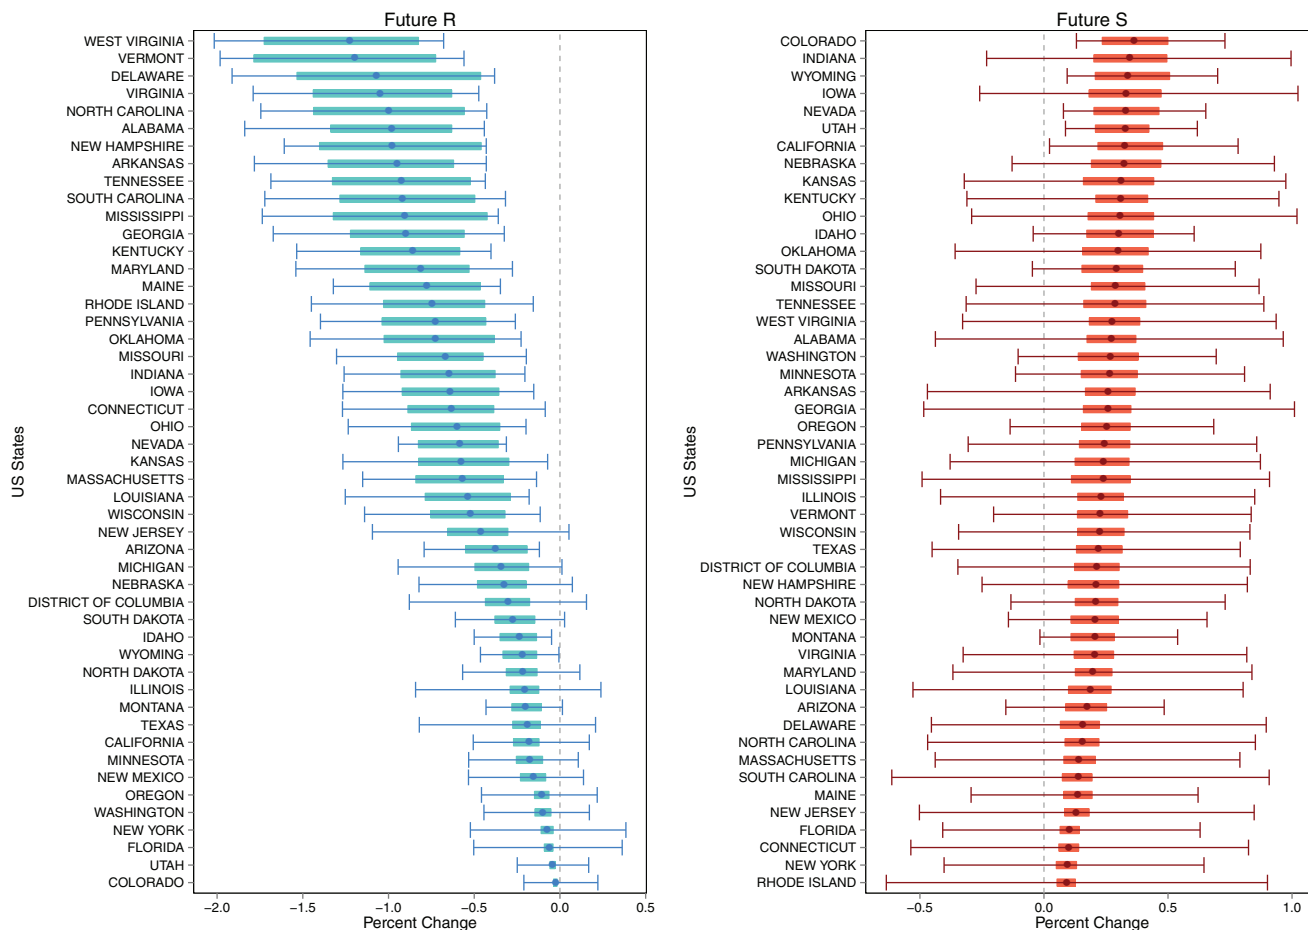 Future R
WEST VIRGINIA
VERMONT
DELAWARE
VIRGINIA
NORTH CAROLINA
ALABAMA
NEW HAMPSHIRE
ARKANSAS
TENNESSEE
SOUTH CAROLINA
MISSISSIPPI
GEORGIA
KENTUCKY
MARYLAND
MAINE
RHODE ISLAND
PENNSYLVANIA
OKLAHOMA
MISSOURI
INDIANA
IOWA
CONNECTICUT
OHIO
NEVADA
KANSAS
MASSACHUSETTS
LOUISIANA
WISCONSIN
NEW JERSEY
ARIZONA
MICHIGAN
NEBRASKA
DISTRICT OF COLUMBIA
SOUTH DAKOTA
IDAHO
WYOMING
NORTH DAKOTA
ILLINOIS
MONTANA
TEXAS
CALIFORNIA
MINNESOTA
NEW MEXICO
OREGON
WASHINGTON
NEW YORK
FLORIDA
UTAH
COLORADO
US States
−2.0 −1.5 −1.0 −0.5 0.0 0.5
Percent Change
Future S
COLORADO
INDIANA
WYOMING
IOWA
NEVADA
UTAH
CALIFORNIA
NEBRASKA
KANSAS
KENTUCKY
OHIO
IDAHO
OKLAHOMA
SOUTH DAKOTA
MISSOURI
TENNESSEE
WEST VIRGINIA
ALABAMA
WASHINGTON
MINNESOTA
ARKANSAS
GEORGIA
OREGON
PENNSYLVANIA
MICHIGAN
MISSISSIPPI
ILLINOIS
VERMONT
WISCONSIN
TEXAS
DISTRICT OF COLUMBIA
NEW HAMPSHIRE
NORTH DAKOTA
NEW MEXICO
MONTANA
VIRGINIA
MARYLAND
LOUISIANA
ARIZONA
DELAWARE
NORTH CAROLINA
MASSACHUSETTS
SOUTH CAROLINA
MAINE
NEW JERSEY
FLORIDA
CONNECTICUT
NEW YORK
RHODE ISLAND
US States
−0.5 0.0 0.5 1.0
Percent Change